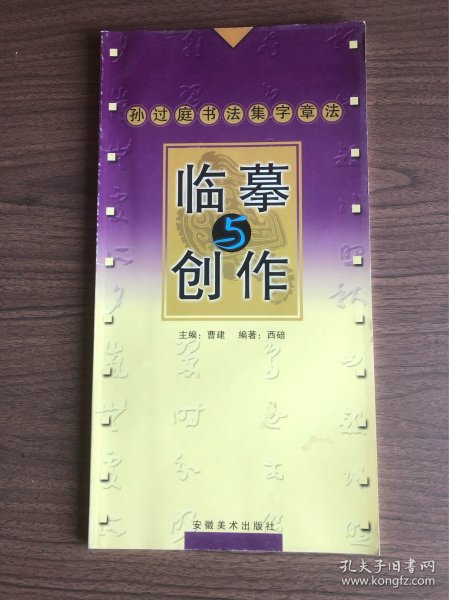 孙过庭书法集字章法
临摹
与
创作
主编：曹建 编著：西碚
安徽美术出版社
孔夫子旧书网
www.kongfz.com